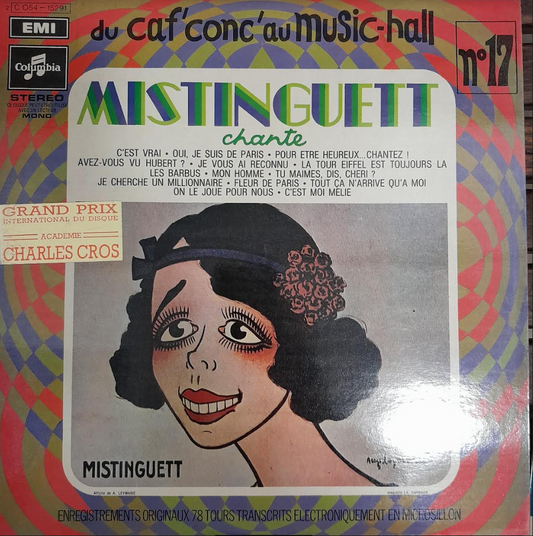 2 C 054-15291
EMI
Columbia
STEREO
MONO
du caf'conc'au music-hall
n° 17
MISTINGUETT
chante
C'EST VRAI • OUI, JE SUIS DE PARIS • POUR ETRE HEUREUX...CHANTEZ !
AVEZ-VOUS VU HUBERT ? • JE VOUS AI RECONNU • LA TOUR EIFFEL EST TOUJOURS LA
LES BARBUS • MON HOMME • TU MAIMES, DIS, CHERI ?
JE CHERCHE UN MILLIONNAIRE • FLEUR DE PARIS • TOUT ÇA N'ARRIVE QU'A MOI
ON LE JOUE POUR NOUS • C'EST MOI MELIE
GRAND PRIX
INTERNATIONAL DU DISQUE
ACADEMIE
CHARLES CROS
MISTINGUETT
ENREGISTREMENTS ORIGINAUX 78 TOURS TRANSCRITS ELECTRONIQUEMENT EN MICROSILLON